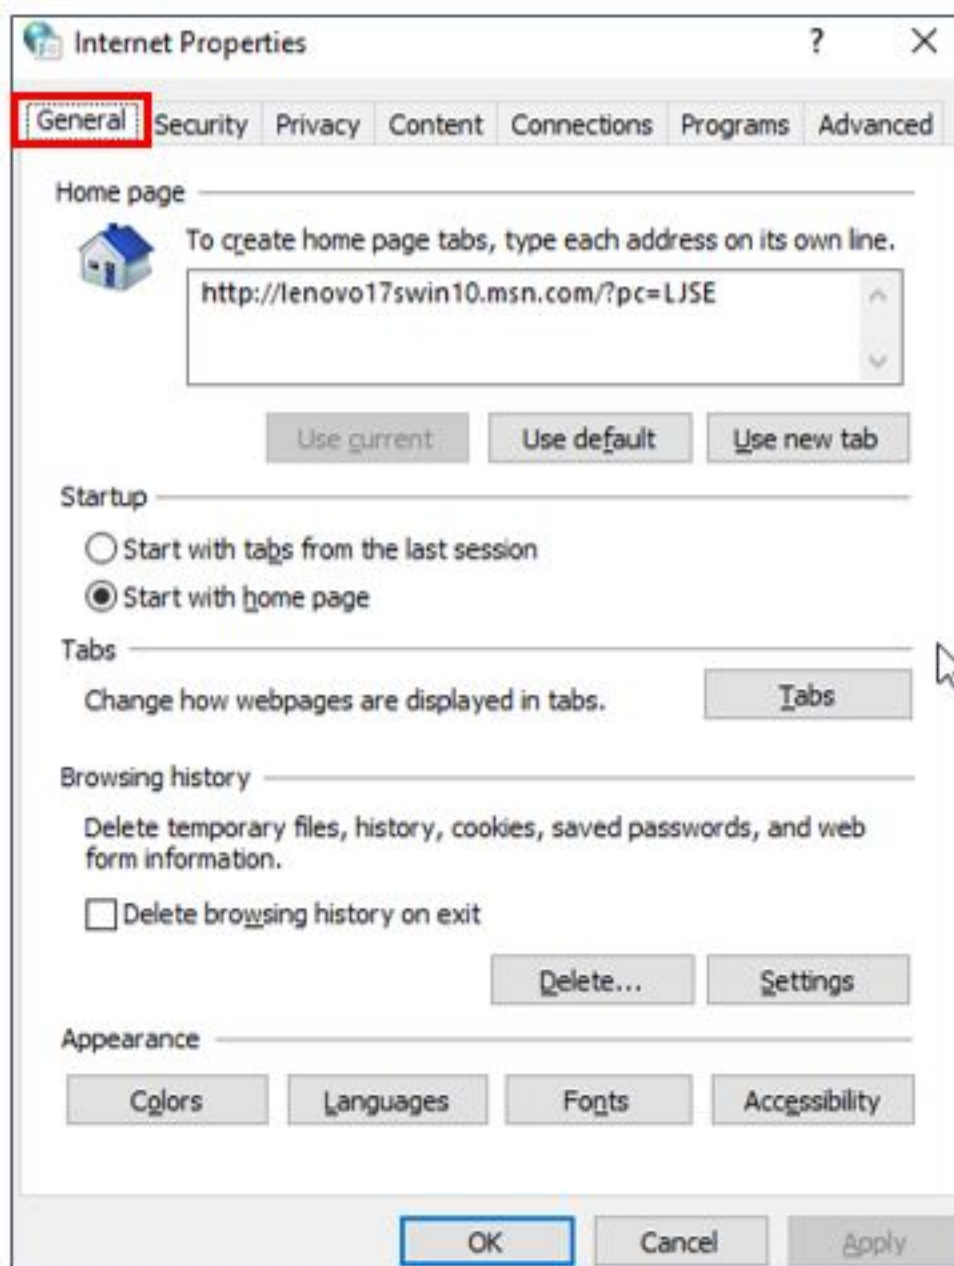 Internet Properties ?
General Security Privacy Content Connections Programs Advanced
Home page
To create home page tabs, type each address on its own line.
http://lenovo17swin10.msn.com/?pc=LJSE
Use current Use default Use new tab
Startup
Start with tabs from the last session
Start with home page
Tabs
Change how webpages are displayed in tabs. Tabs
Browsing history
Delete temporary files, history, cookies, saved passwords, and web
form information.
Delete browsing history on exit
Delete... Settings
Appearance
Colors Languages Fonts Accessibility
OK Cancel Apply